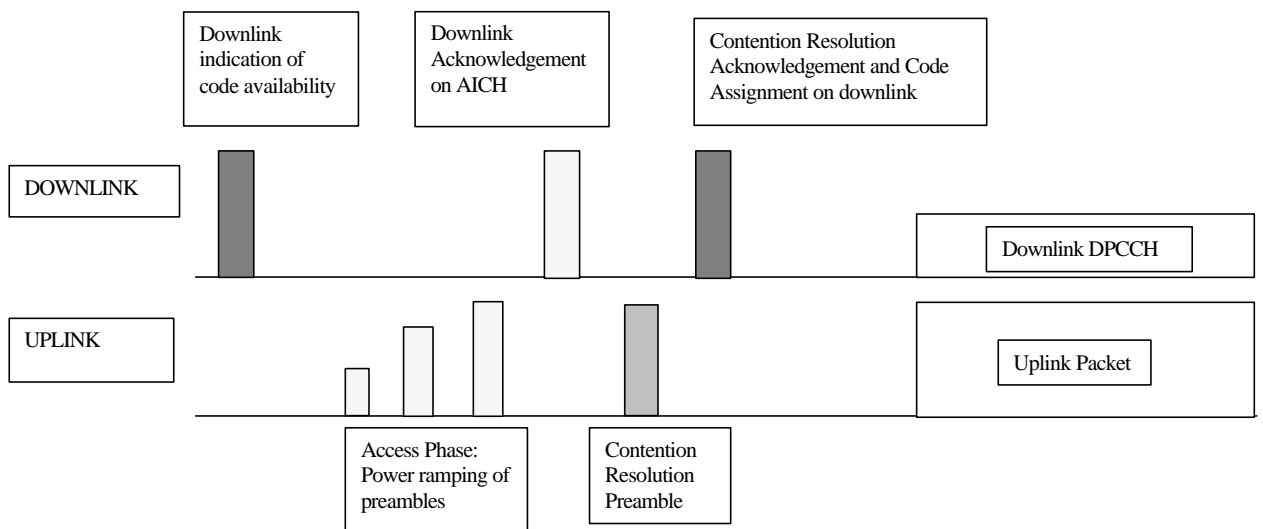 Downlink
indication of
code availability
Downlink
Acknowledgement
on AICH
Contention Resolution
Acknowledgement and Code
Assignment on downlink
DOWNLINK
Downlink DPCCH
UPLINK
Uplink Packet
Access Phase:
Power ramping of
preambles
Contention
Resolution
Preamble